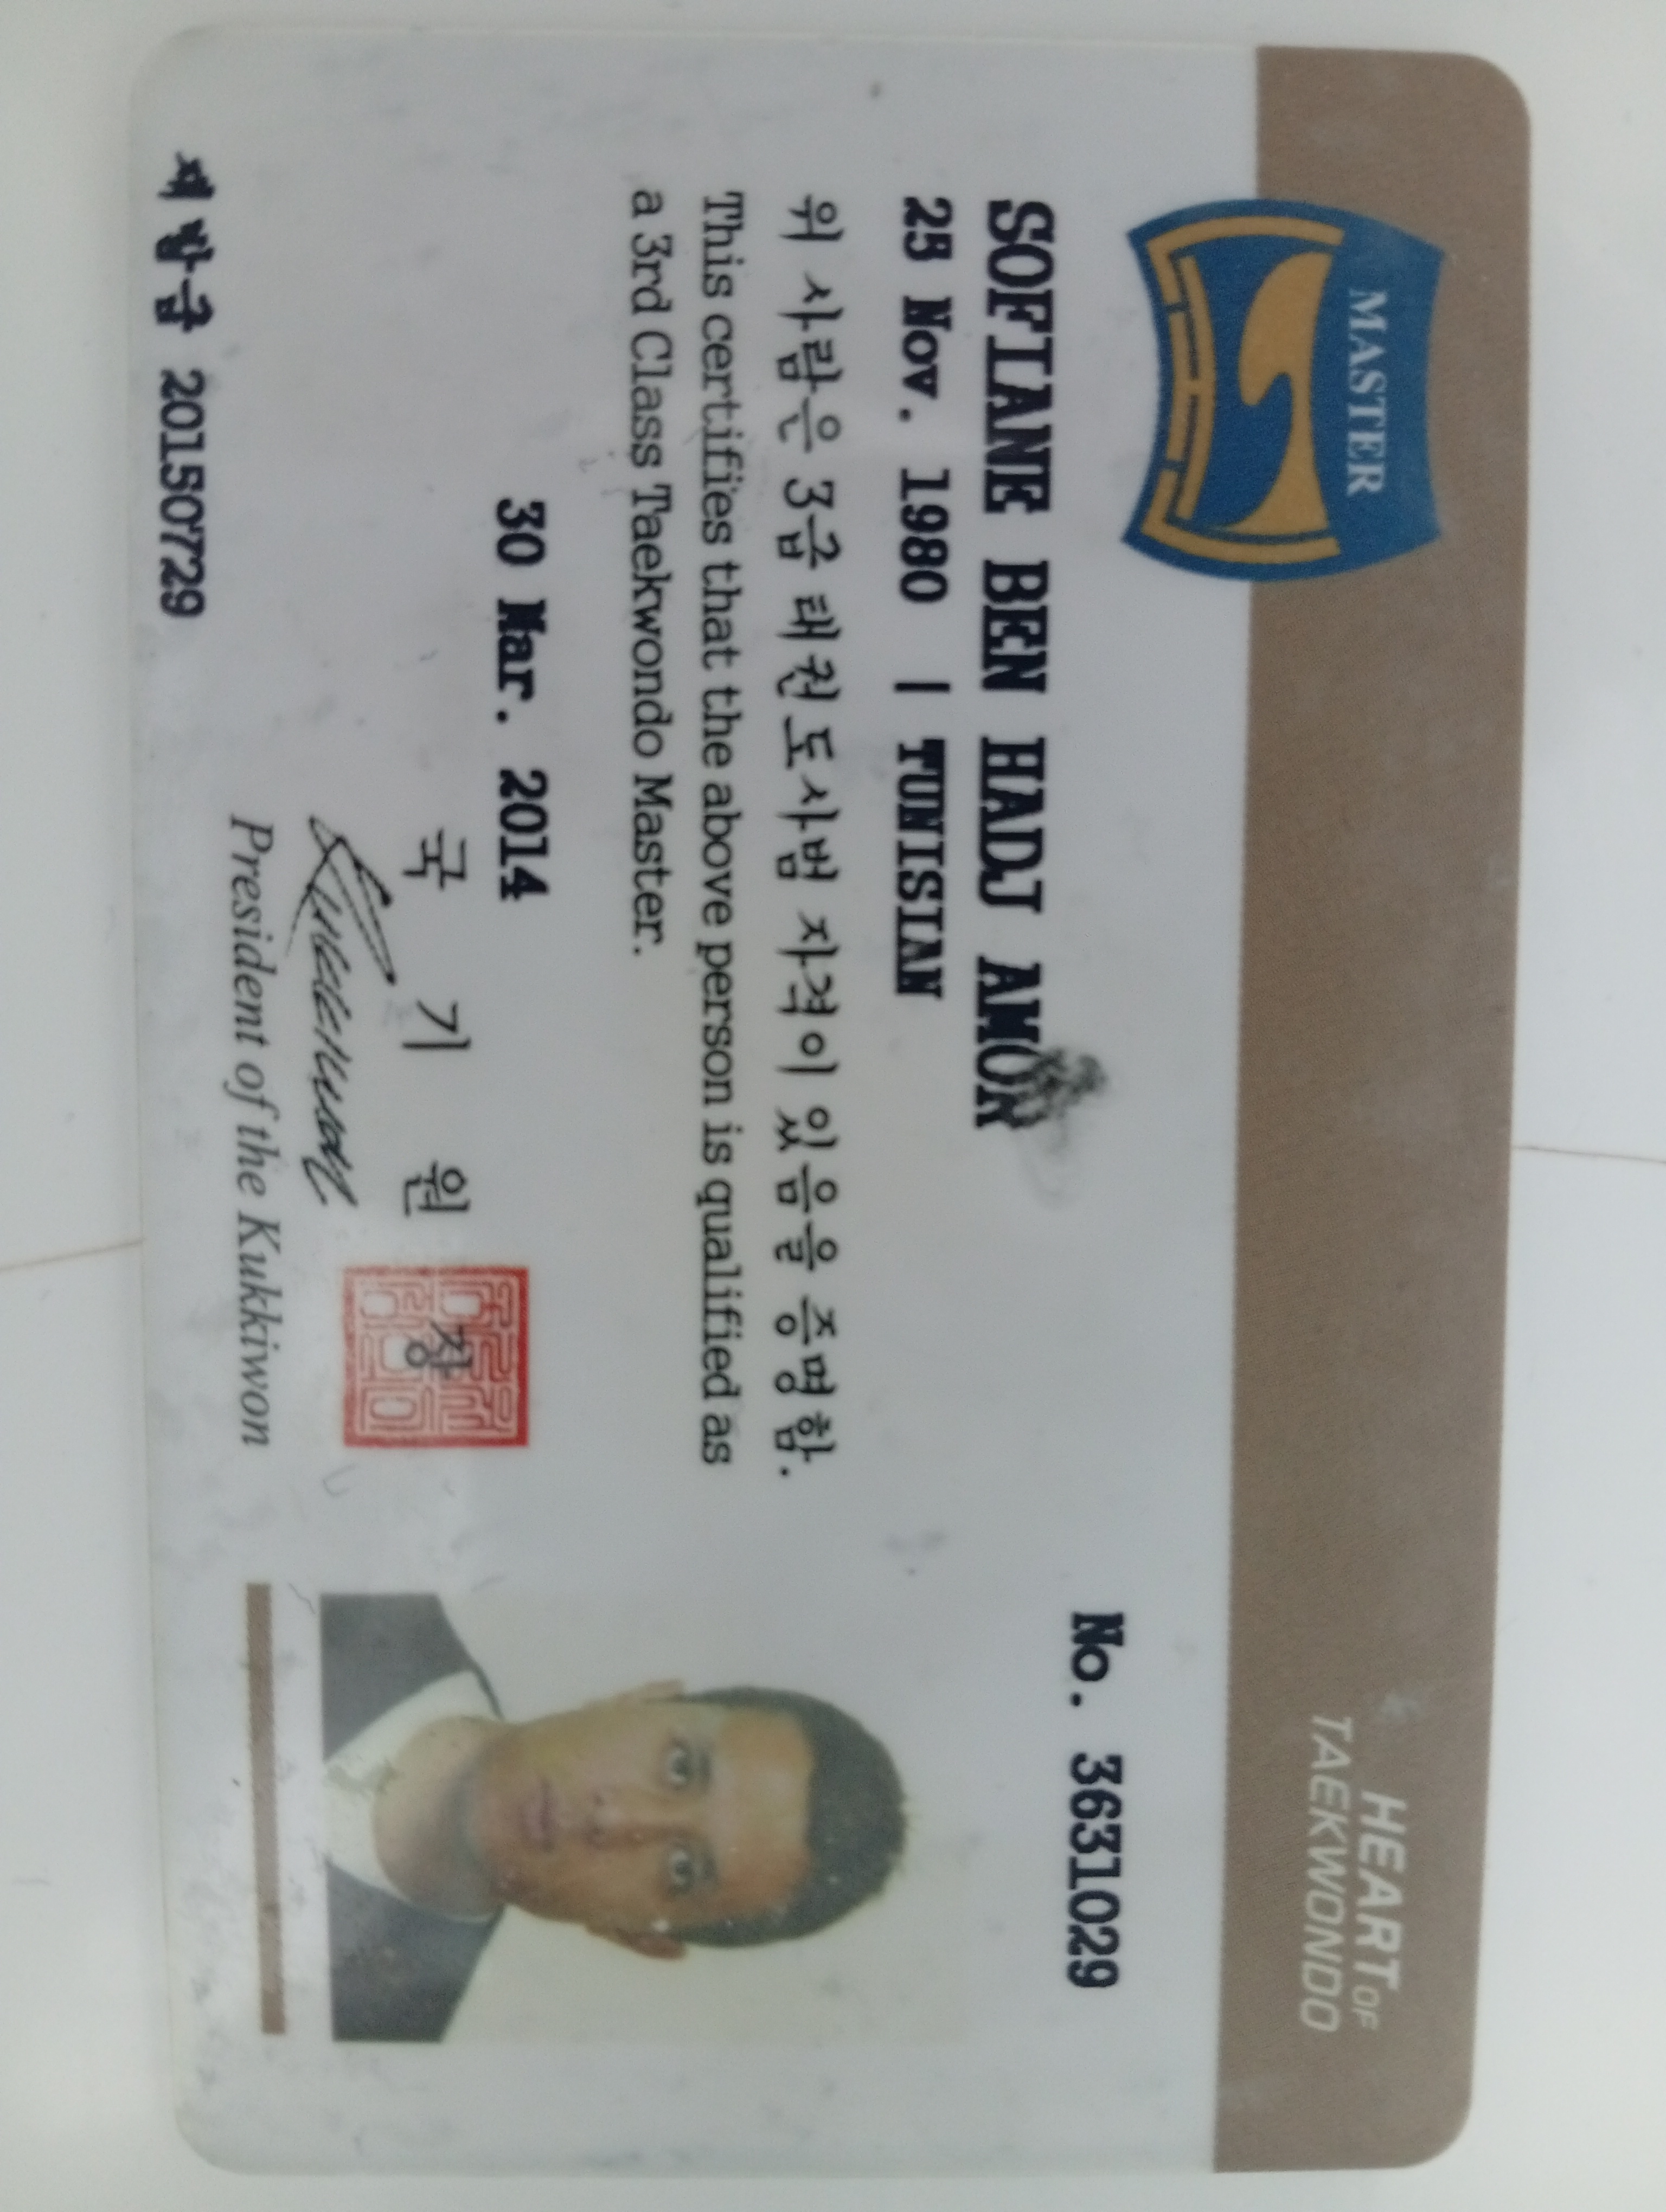 MASTER
HEART OF
TAEKWONDO
No. 3631029
SOFIANE BEN HADJ AMOR
25 Nov. 1980 | TUNISIAN
위 사람은 3급 태권도사범 자격이 있음을 증명함.
This certifies that the above person is qualified as
a 3rd Class Taekwondo Master.
30 Mar. 2014
국 기 원 장
President of the Kukkiwon
재발급 20150729